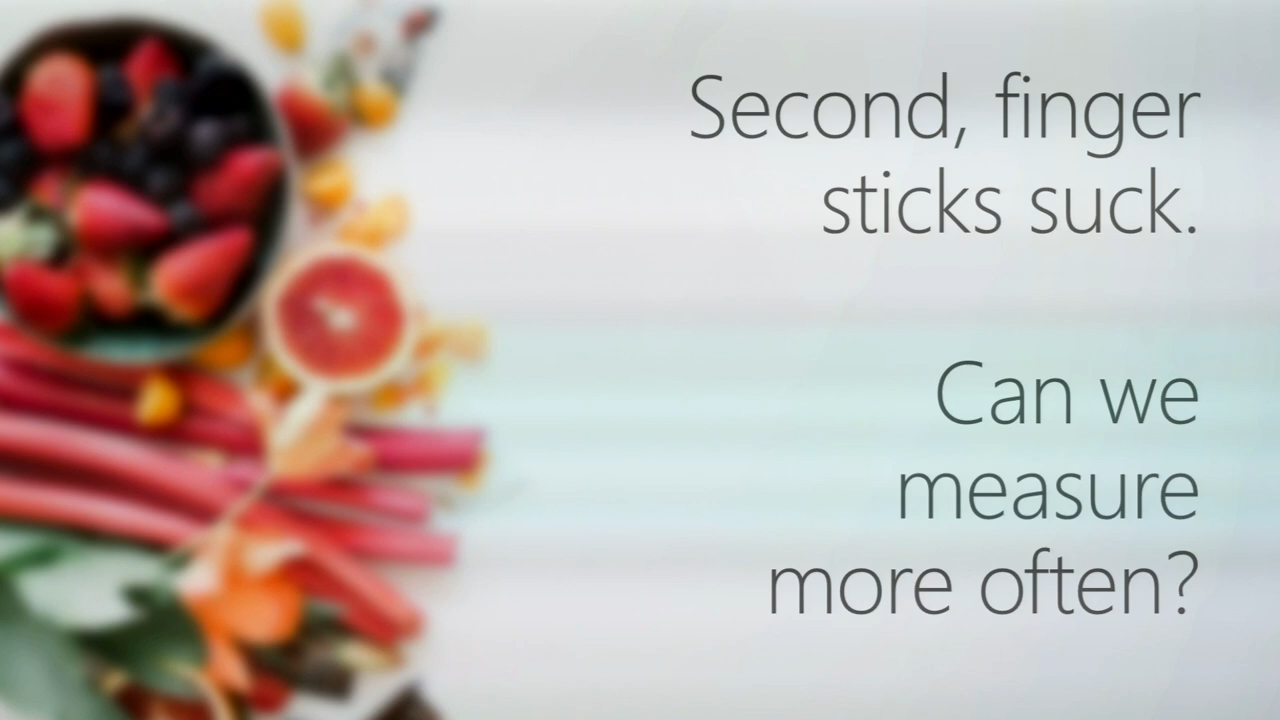 Second, finger
sticks suck.
Can we
measure
more often?